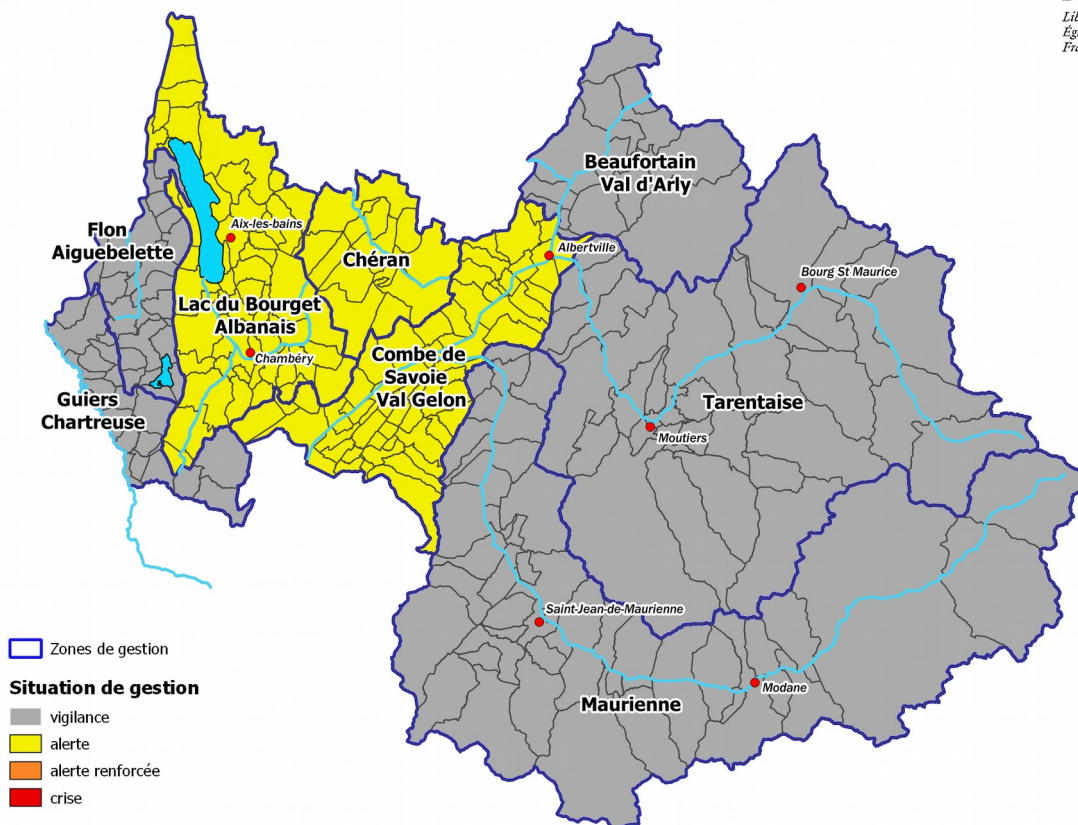 Beaufortain
Val d'Arly
Flon
Aiguebelette
Aix-les-bains
Chéran
Albertville
Bourg St Maurice
Lac du Bourget
Albanais
Chambéry
Combe de
Savoie
Val Gelon
Guiers
Chartreuse
Tarentaise
Moutiers
Saint-Jean-de-Maurienne
Modane
Maurienne
Zones de gestion
Situation de gestion
vigilance
alerte
alerte renforcée
crise